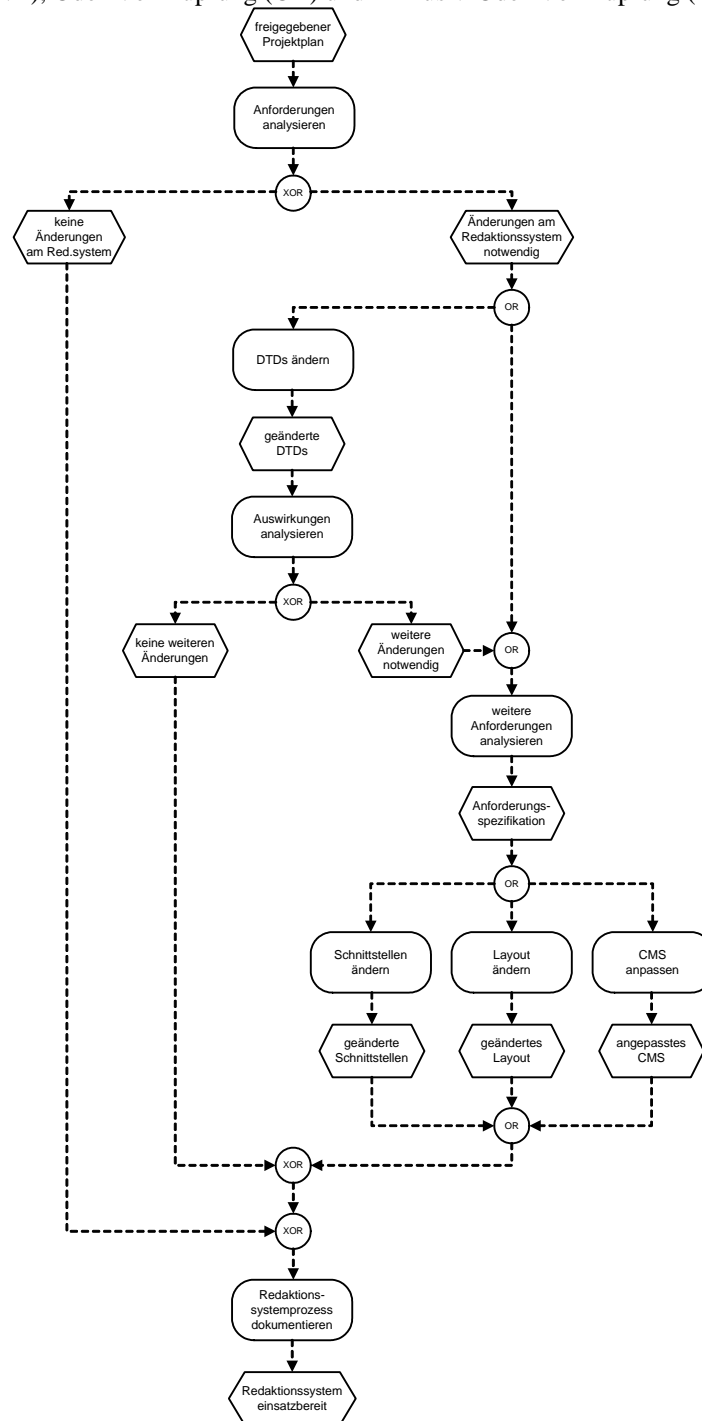 freigegebener
Projektplan
Anforderungen
analysieren
XOR
keine
Änderungen
am Red.system
Änderungen am
Redaktionssystem
notwendig
OR
DTDs ändern
geänderte
DTDs
Auswirkungen
analysieren
XOR
keine weiteren
Änderungen
weitere
Änderungen
notwendig
OR
weitere
Anforderungen
analysieren
Anforderungs-
spezifikation
OR
Schnittstellen
ändern
Layout
ändern
CMS
anpassen
geänderte
Schnittstellen
geändertes
Layout
angepasstes
CMS
OR
XOR
XOR
Redaktions-
systemprozess
dokumentieren
Redaktionssystem
einsatzbereit